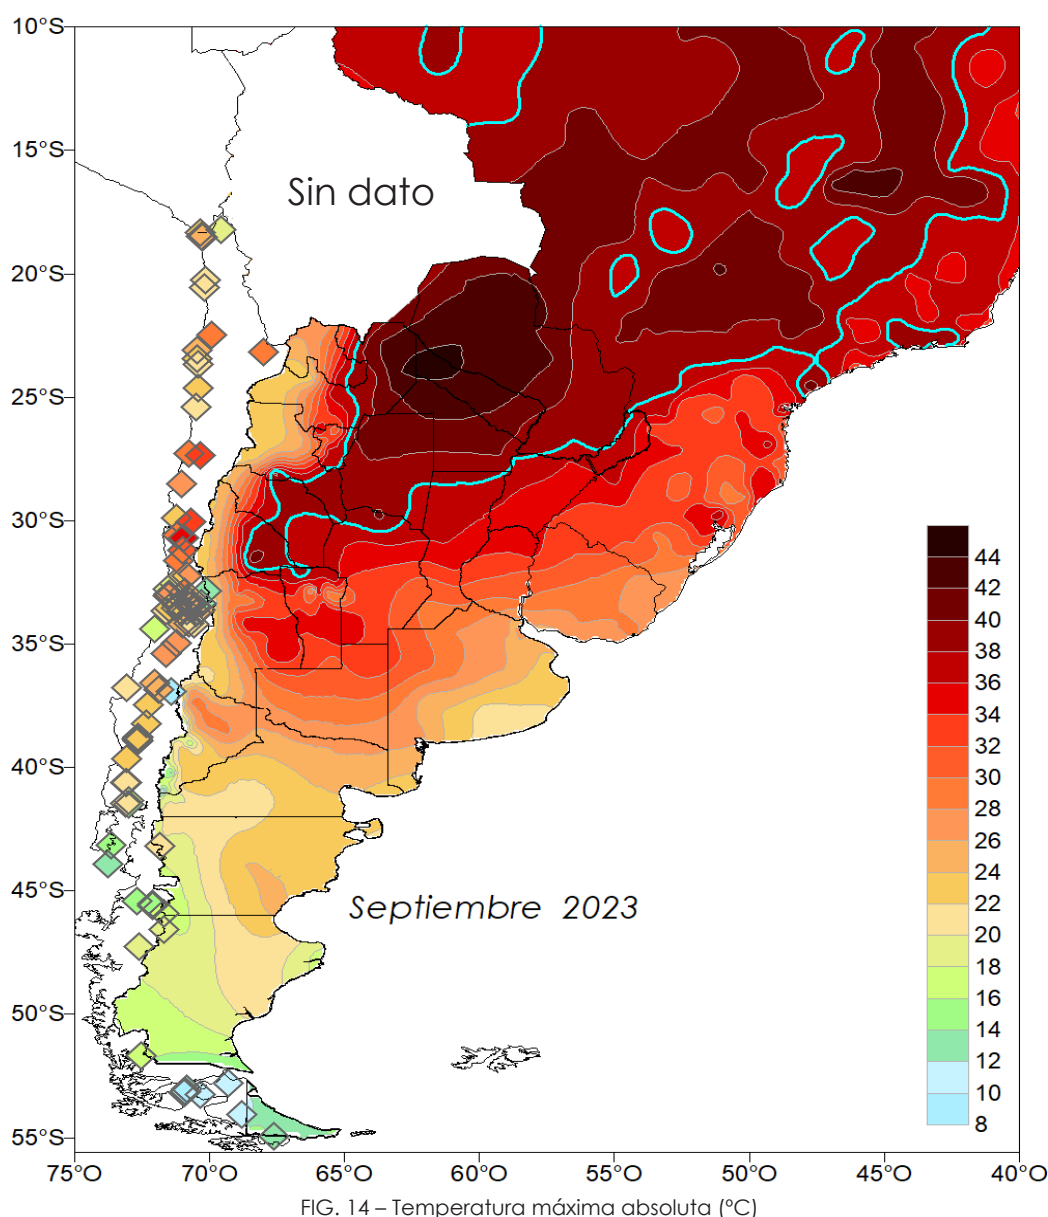 10°S
15°S
Sin dato
20°S
25°S
30°S
44
42
40
35°S
38
36
34
32
40°S
30
28
26
24
45°S
Septiembre 2023
22
20
18
50°S
16
14
12
10
55°S
8
75°O 70°O 65°O 60°O 55°O 50°O 45°O 40°O
FIG. 14 – Temperatura máxima absoluta (ºC)